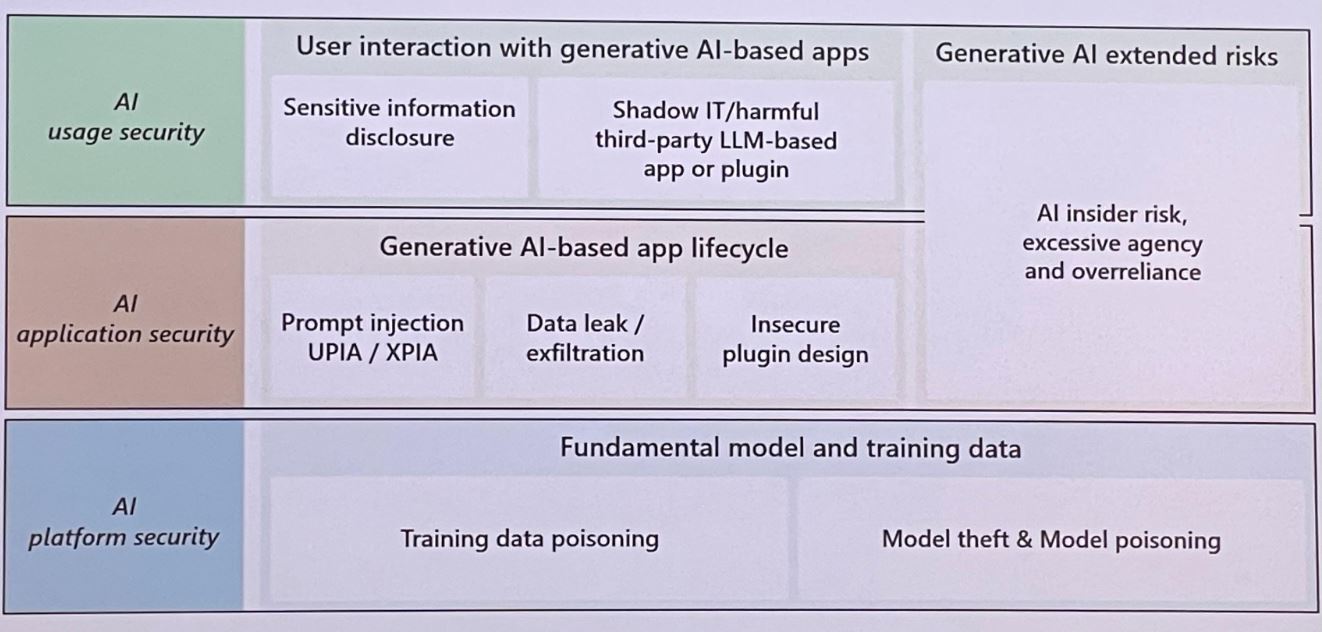 AI
usage security
User interaction with generative AI-based apps
Sensitive information
disclosure
Shadow IT/harmful
third-party LLM-based
app or plugin
Generative AI extended risks
AI insider risk,
excessive agency
and overreliance
AI
application security
Generative AI-based app lifecycle
Prompt injection
UPIA / XPIA
Data leak /
exfiltration
Insecure
plugin design
AI
platform security
Fundamental model and training data
Training data poisoning
Model theft & Model poisoning